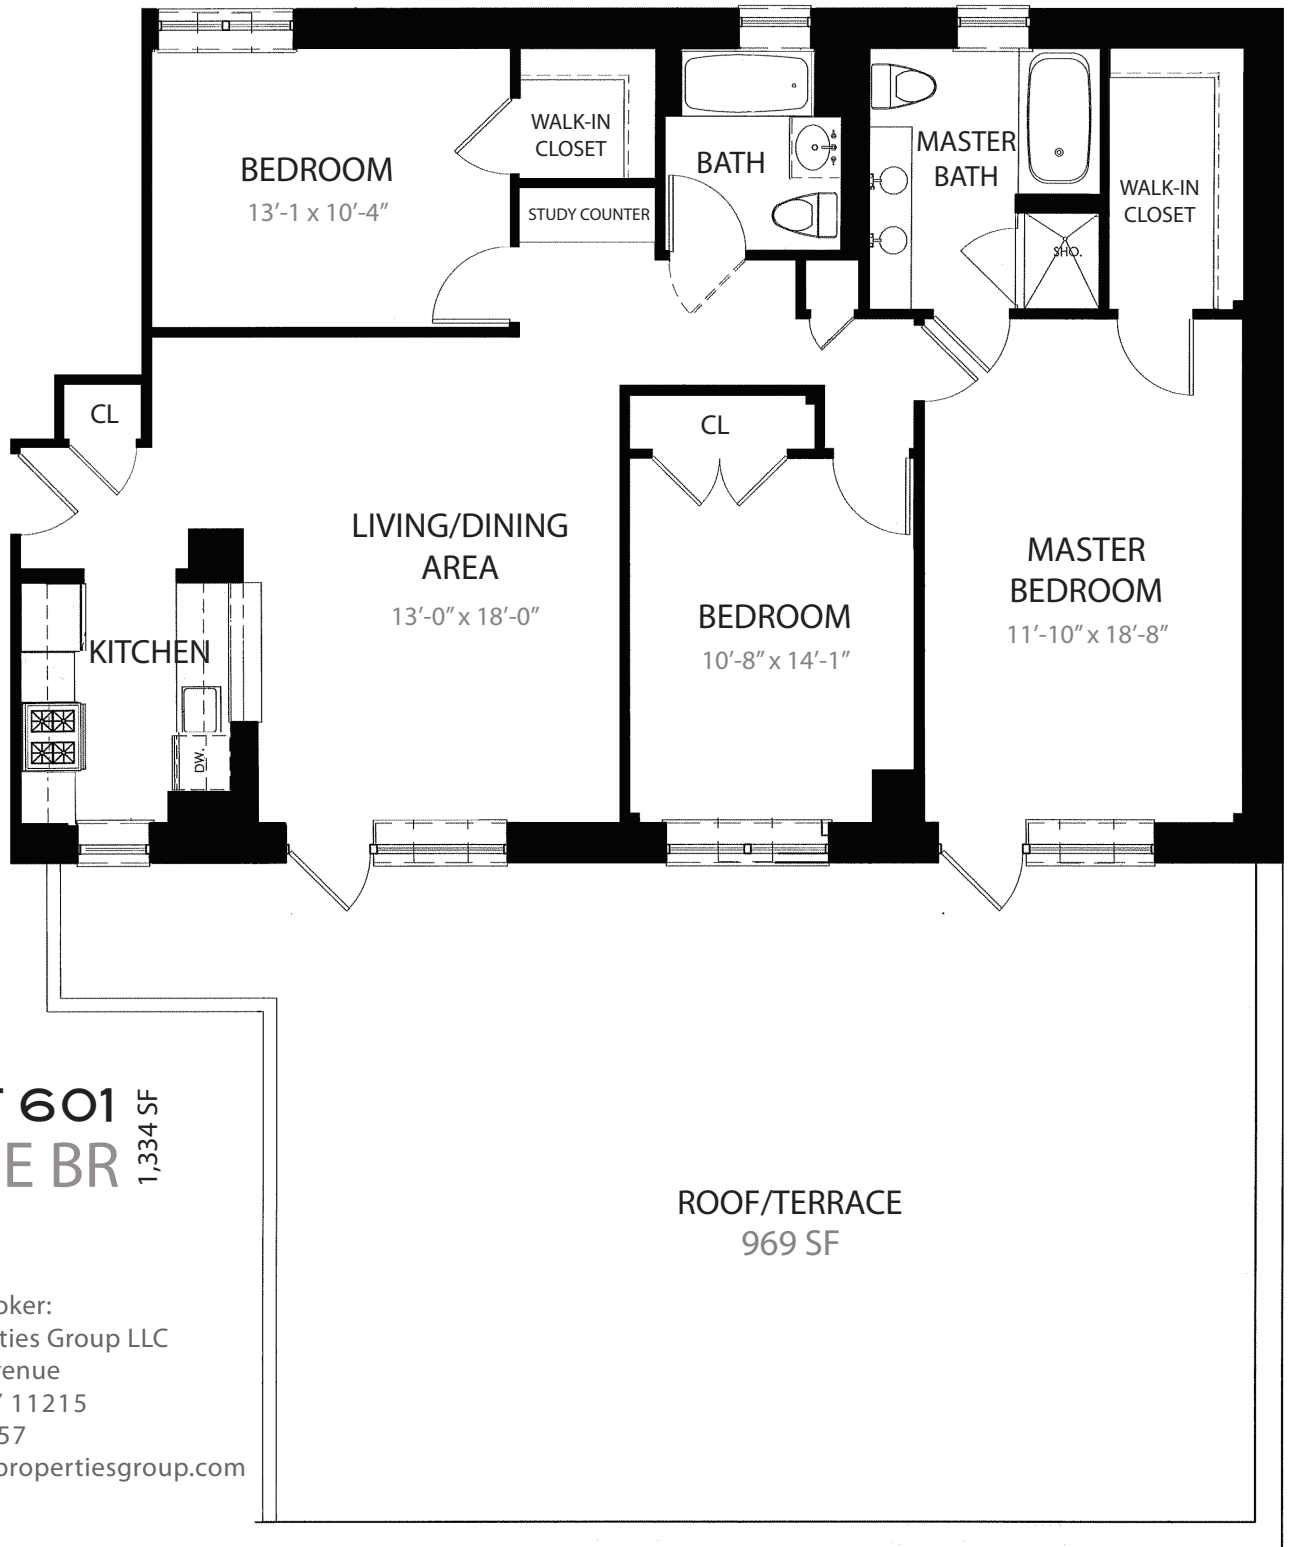 BEDROOM
13'-1 x 10'-4"
WALK-IN
CLOSET
STUDY COUNTER
BATH
MASTER
BATH
SHO.
WALK-IN
CLOSET
CL
CL
LIVING/DINING
AREA
13'-0" x 18'-0"
KITCHEN
DW.
BEDROOM
10'-8" x 14'-1"
MASTER
BEDROOM
11'-10" x 18'-8"
601
1,334 SF
E BR
ROOF/TERRACE
969 SF
oker:
ties Group LLC
enue
11215
57
propertiesgroup.com